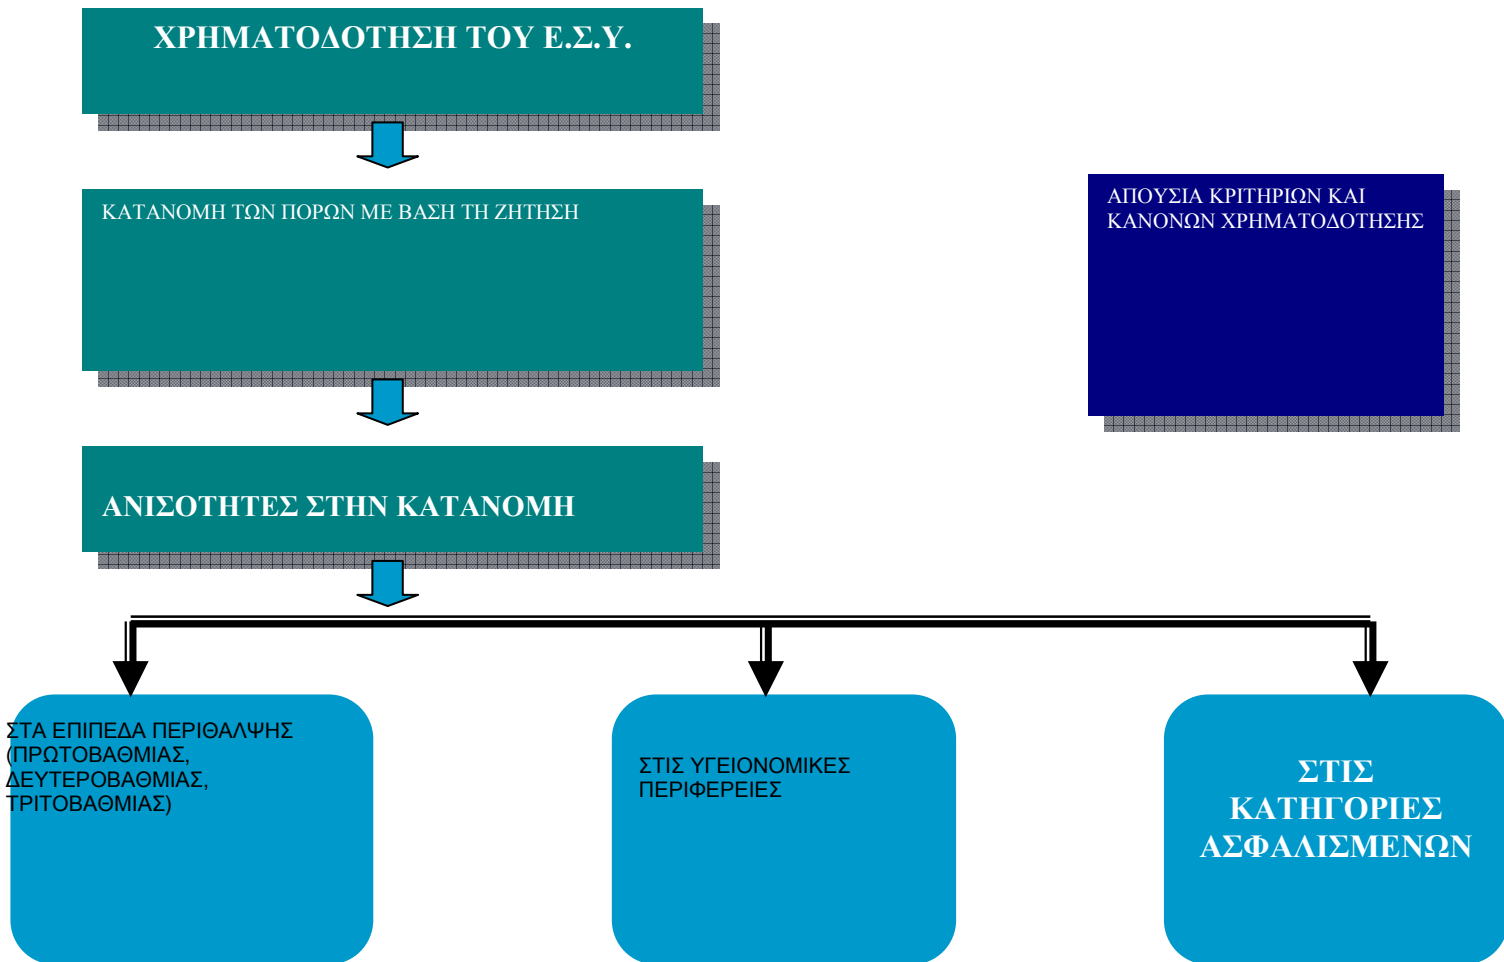 ΧΡΗΜΑΤΟΔΟΤΗΣΗ ΤΟΥ Ε.Σ.Υ.
ΚΑΤΑΝΟΜΗ ΤΩΝ ΠΟΡΩΝ ΜΕ ΒΑΣΗ ΤΗ ΖΗΤΗΣΗ
ΑΠΟΥΣΙΑ ΚΡΙΤΗΡΙΩΝ ΚΑΙ
ΚΑΝΟΝΩΝ ΧΡΗΜΑΤΟΔΟΤΗΣΗΣ
ΑΝΙΣΟΤΗΤΕΣ ΣΤΗΝ ΚΑΤΑΝΟΜΗ
ΣΤΑ ΕΠΙΠΕΔΑ ΠΕΡΙΘΑΛΨΗΣ
(ΠΡΩΤΟΒΑΘΜΙΑΣ,
ΔΕΥΤΕΡΟΒΑΘΜΙΑΣ,
ΤΡΙΤΟΒΑΘΜΙΑΣ)
ΣΤΙΣ ΥΓΕΙΟΝΟΜΙΚΕΣ
ΠΕΡΙΦΕΡΕΙΕΣ
ΣΤΙΣ
ΚΑΤΗΓΟΡΙΕΣ
ΑΣΦΑΛΙΣΜΕΝΩΝ